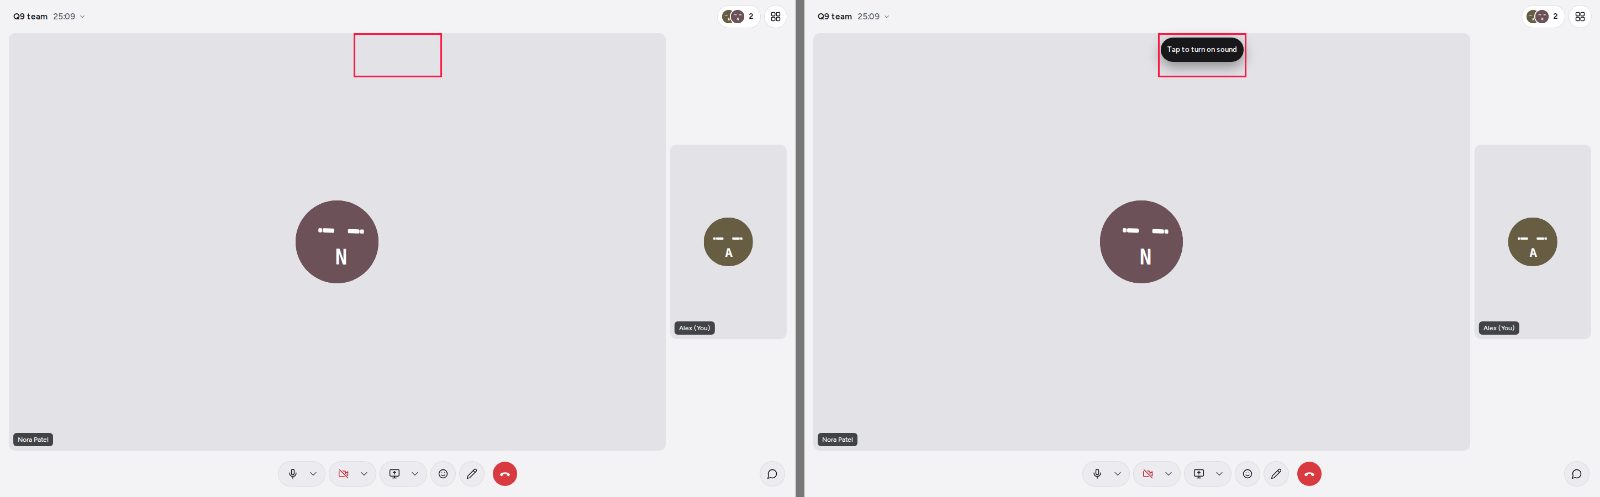 Q9 team 25:09
2
N
A
Alex (You)
Nora Patel
Q9 team 25:09
2
Tap to turn on sound
N
A
Alex (You)
Nora Patel